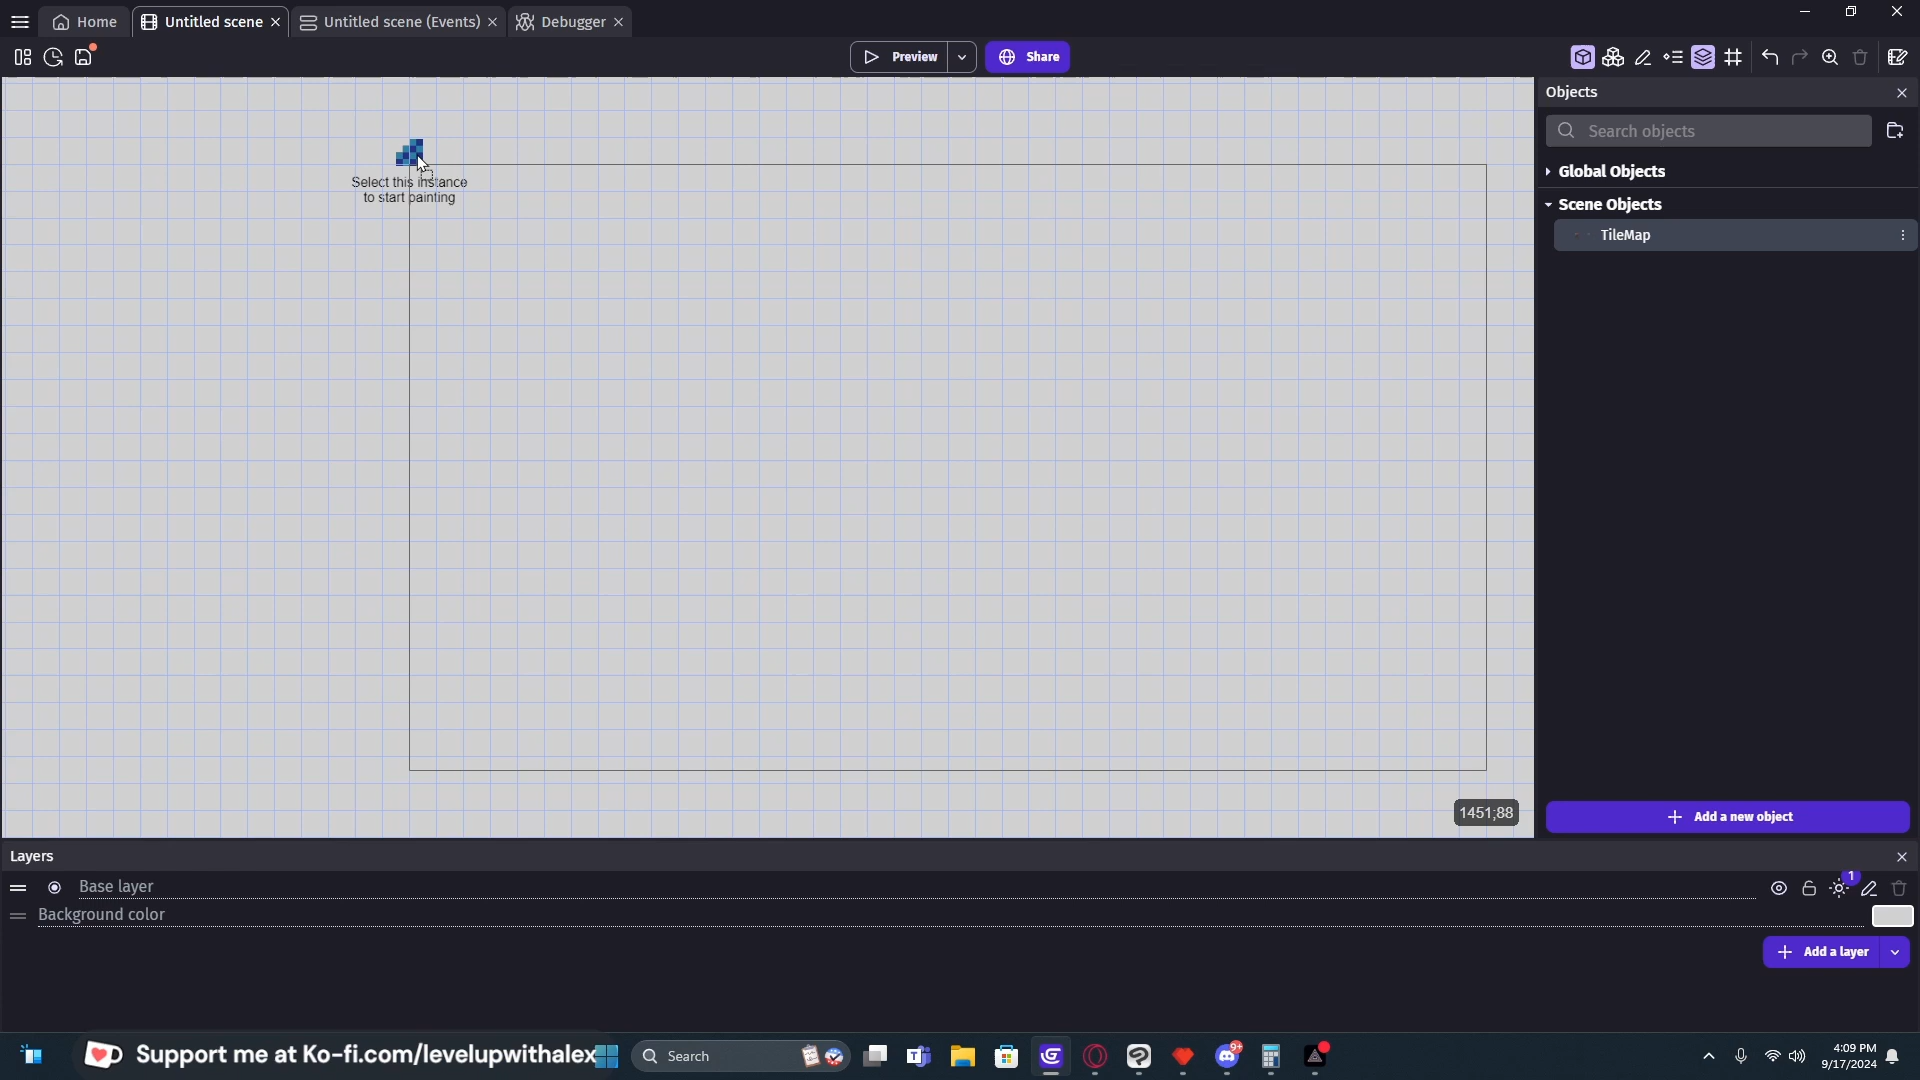 Home
Untitled scene
Untitled scene (Events)
Debugger
Preview
Share
Objects
Search objects
Global Objects
Scene Objects
TileMap
Select this instance
to start painting
1451;88
Add a new object
Layers
Base layer
1
Background color
Add a layer
Support me at Ko-fi.com/levelupwithalex
Search
9+
4:09 PM
9/17/2024